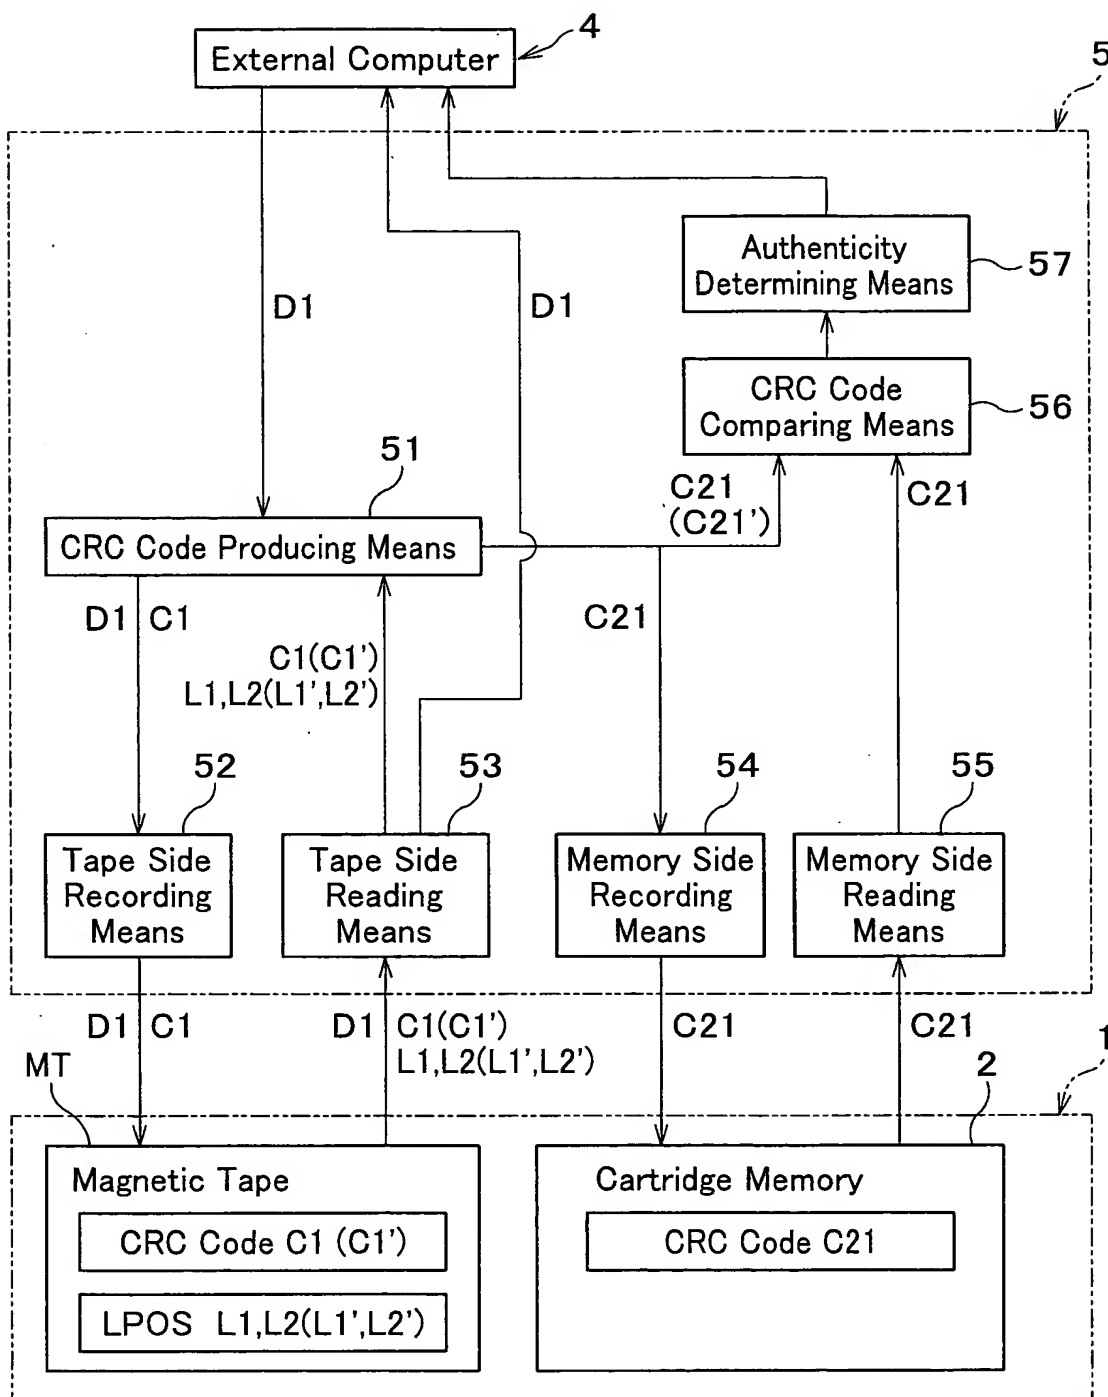 4
External Computer
5
Authenticity
Determining Means
57
D1
D1
CRC Code
Comparing Means
56
51
C21
(C21')
C21
CRC Code Producing Means
D1
C1
C21
C1(C1')
L1,L2(L1',L2')
52
53
54
55
Tape Side
Recording
Means
Tape Side
Reading
Means
Memory Side
Recording
Means
Memory Side
Reading
Means
D1
C1
D1
C1(C1')
L1,L2(L1',L2')
C21
C21
1
MT
2
Magnetic Tape
CRC Code C1 (C1')
LPOS L1,L2(L1',L2')
Cartridge Memory
CRC Code C21